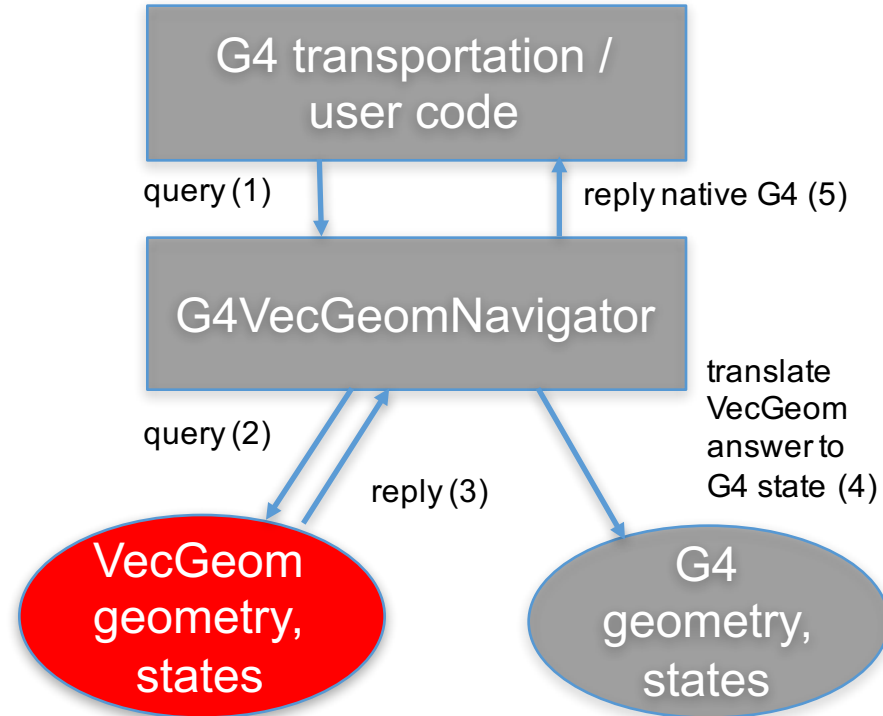 G4 transportation /
user code
query (1)
reply native G4 (5)
G4VecGeomNavigator
translate
VecGeom
answer to
G4 state (4)
query (2)
reply (3)
VecGeom
geometry,
states
G4
geometry,
states